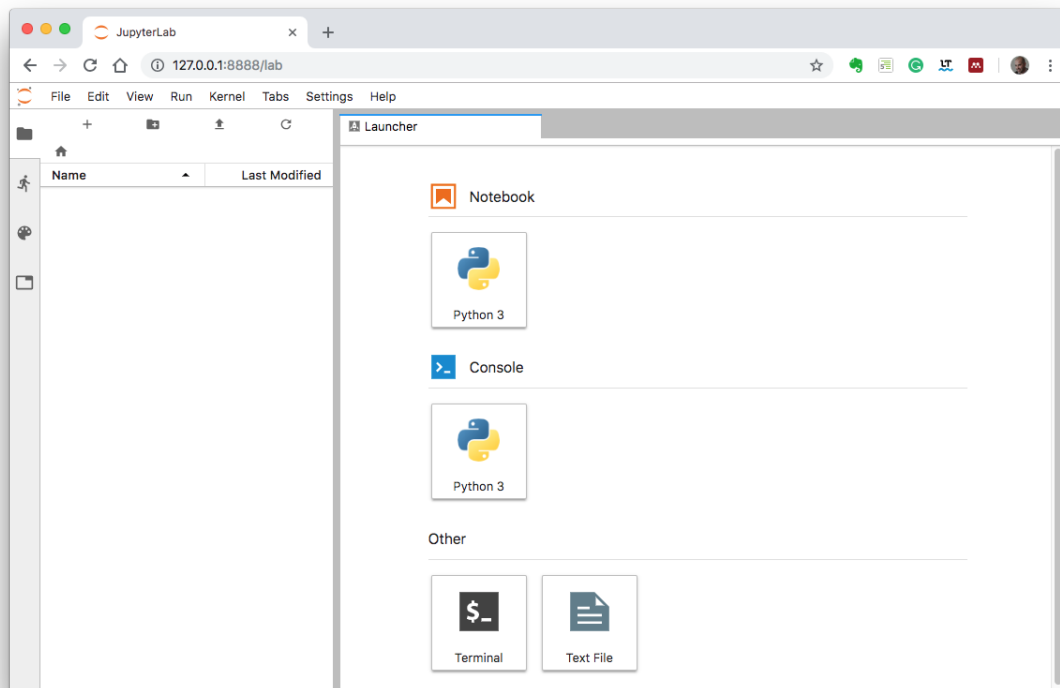 JupyterLab
127.0.0.1:8888/lab
File Edit View Run Kernel Tabs Settings Help
Launcher
Name Last Modified
Notebook
Python 3
>_ Console
Python 3
Other
$_
Terminal Text File